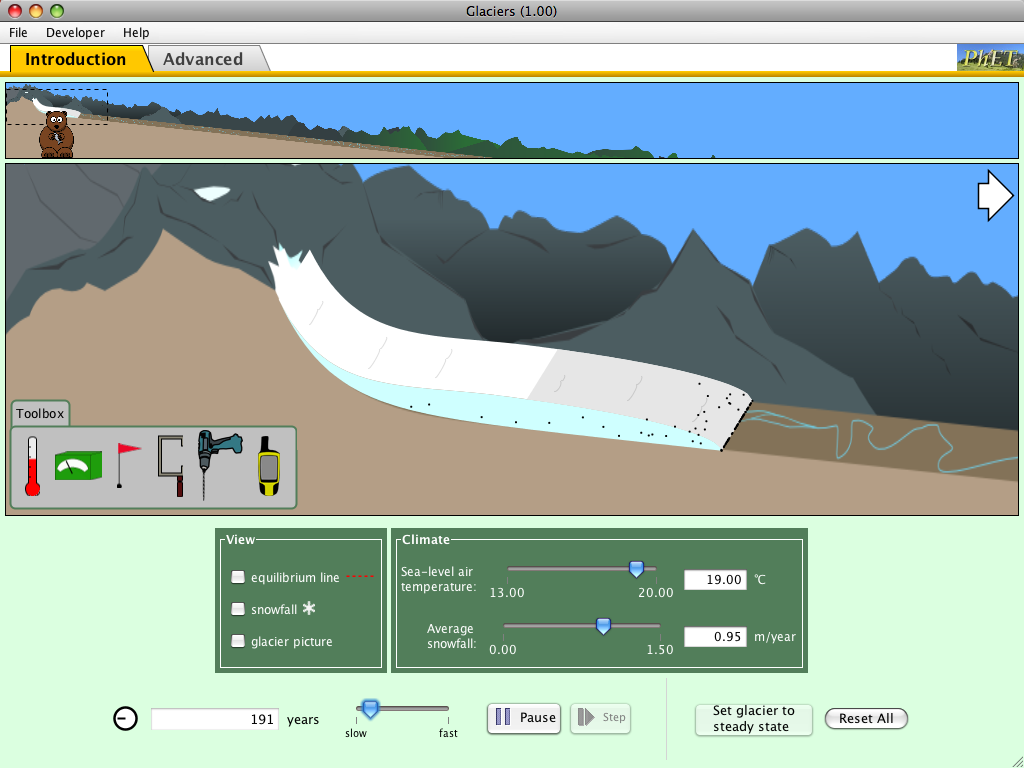 Glaciers (1.00)
File Developer Help
Introduction Advanced
PhET
Toolbox
View
equilibrium line
snowfall
glacier picture
Climate
Sea-level air
temperature:
19.00 °C
13.00 20.00
Average
snowfall:
0.95 m/year
0.00 1.50
191 years
slow fast
Pause
Step
Set glacier to
steady state
Reset All